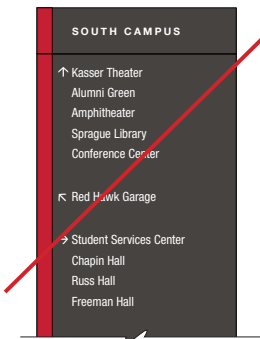 SOUTH CAMPUS
↑ Kasser Theater
Alumni Green
Amphitheater
Sprague Library
Conference Center
↖ Red Hawk Garage
→ Student Services Center
Chapin Hall
Russ Hall
Freeman Hall